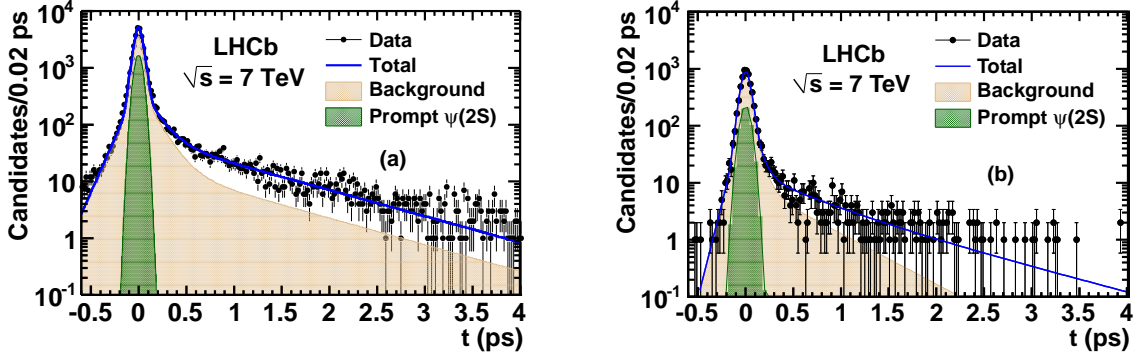 Candidates/0.02 ps
10^4
10^3
10^2
10
1
10^-1
LHCb
√s = 7 TeV
Data
Total
Background
Prompt ψ(2S)
(a)
-0.5 0 0.5 1 1.5 2 2.5 3 3.5 4
t (ps)
Candidates/0.02 ps
10^4
10^3
10^2
10
1
10^-1
LHCb
√s = 7 TeV
Data
Total
Background
Prompt ψ(2S)
(b)
-0.5 0 0.5 1 1.5 2 2.5 3 3.5 4
t (ps)